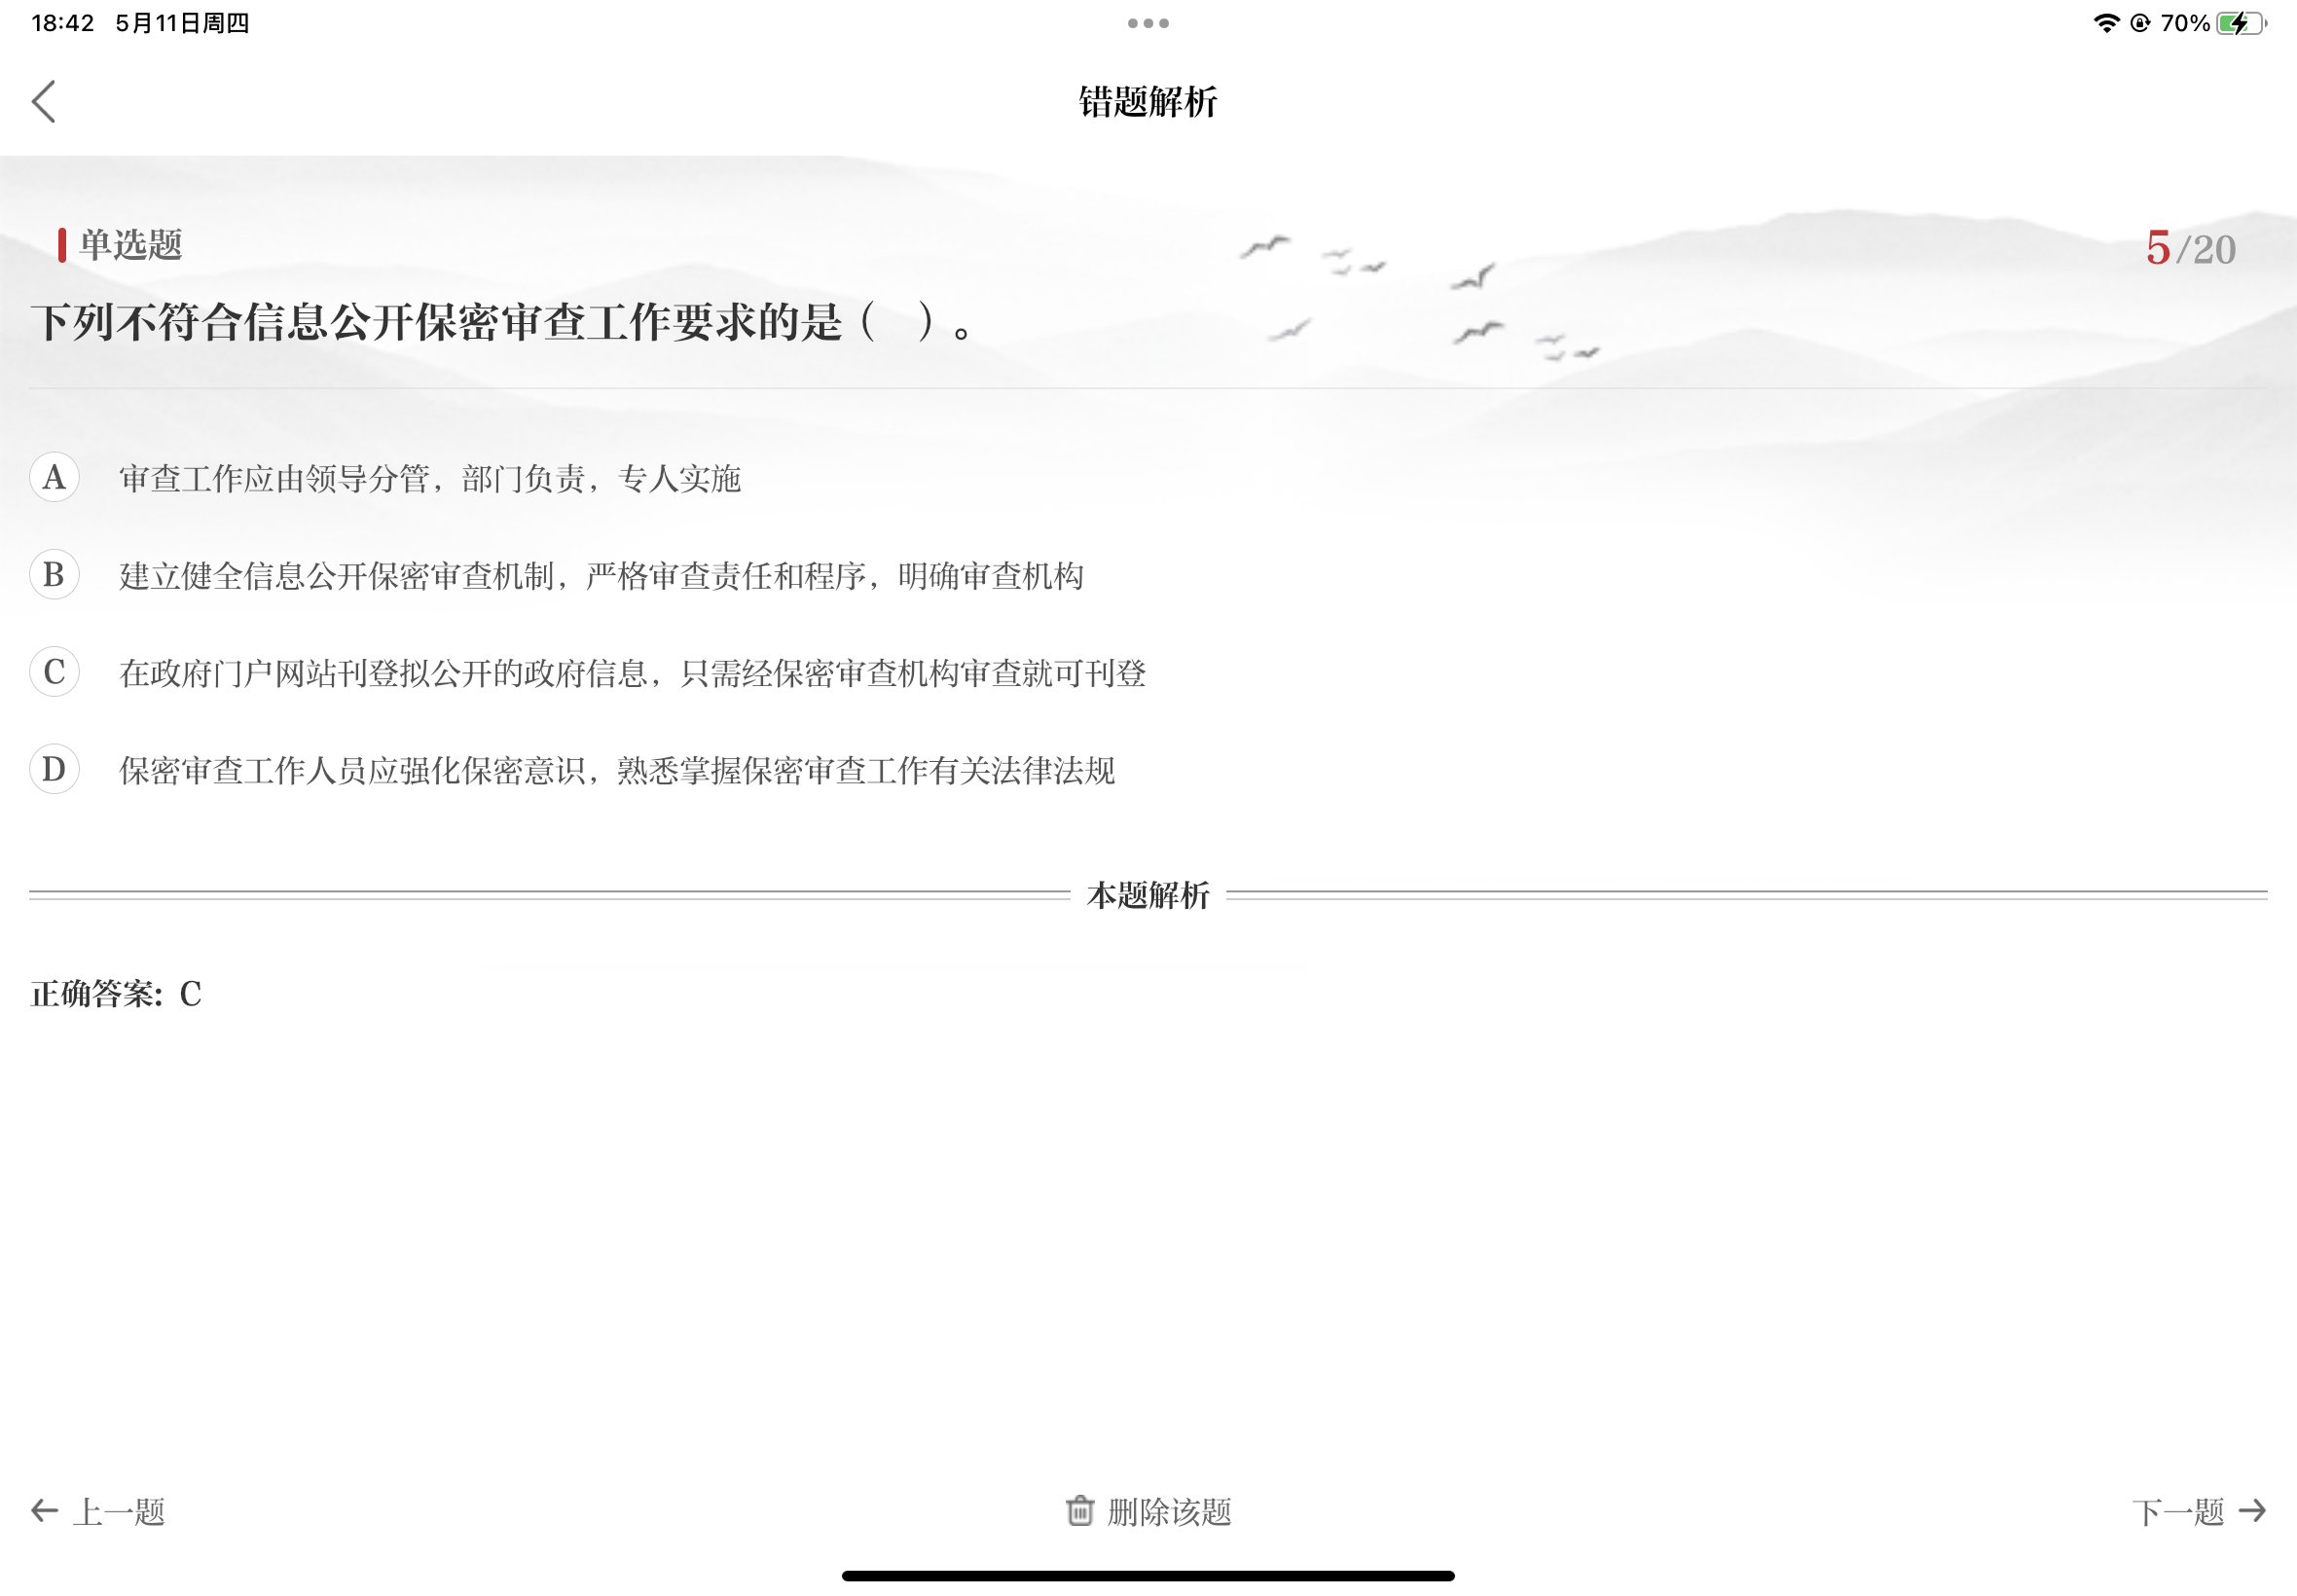 18:42 5月11日周四
70%
错题解析
单选题
5/20
下列不符合信息公开保密审查工作要求的是（ ）。
A 审查工作应由领导分管，部门负责，专人实施
B 建立健全信息公开保密审查机制，严格审查责任和程序，明确审查机构
C 在政府门户网站刊登拟公开的政府信息，只需经保密审查机构审查就可刊登
D 保密审查工作人员应强化保密意识，熟悉掌握保密审查工作有关法律法规
本题解析
正确答案: C
上一题
删除该题
下一题